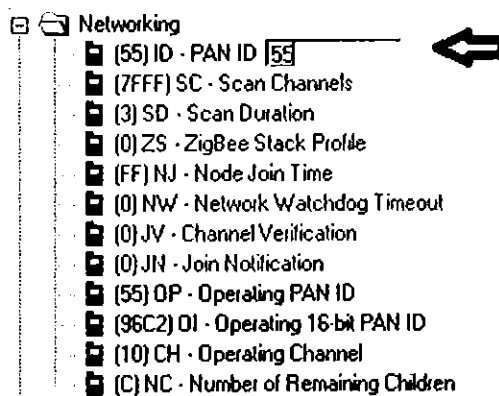 Networking
(55) ID - PAN ID 55
(7FFF) SC - Scan Channels
(3) SD - Scan Duration
(0) ZS - ZigBee Stack Profile
(FF) NJ - Node Join Time
(0) NW - Network Watchdog Timeout
(0) JV - Channel Verification
(0) JN - Join Notification
(55) OP - Operating PAN ID
(96C2) OI - Operating 16-bit PAN ID
(10) CH - Operating Channel
(C) NC - Number of Remaining Children